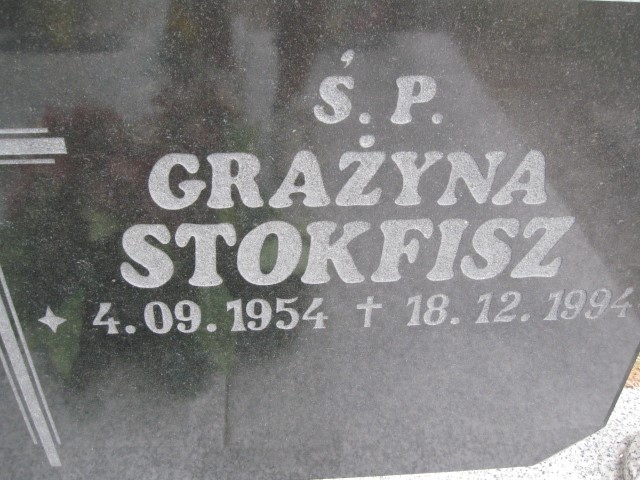 Ś. P.
GRAŻYNA
STOKFISZ
✦ 4.09.1954 † 18.12.1994